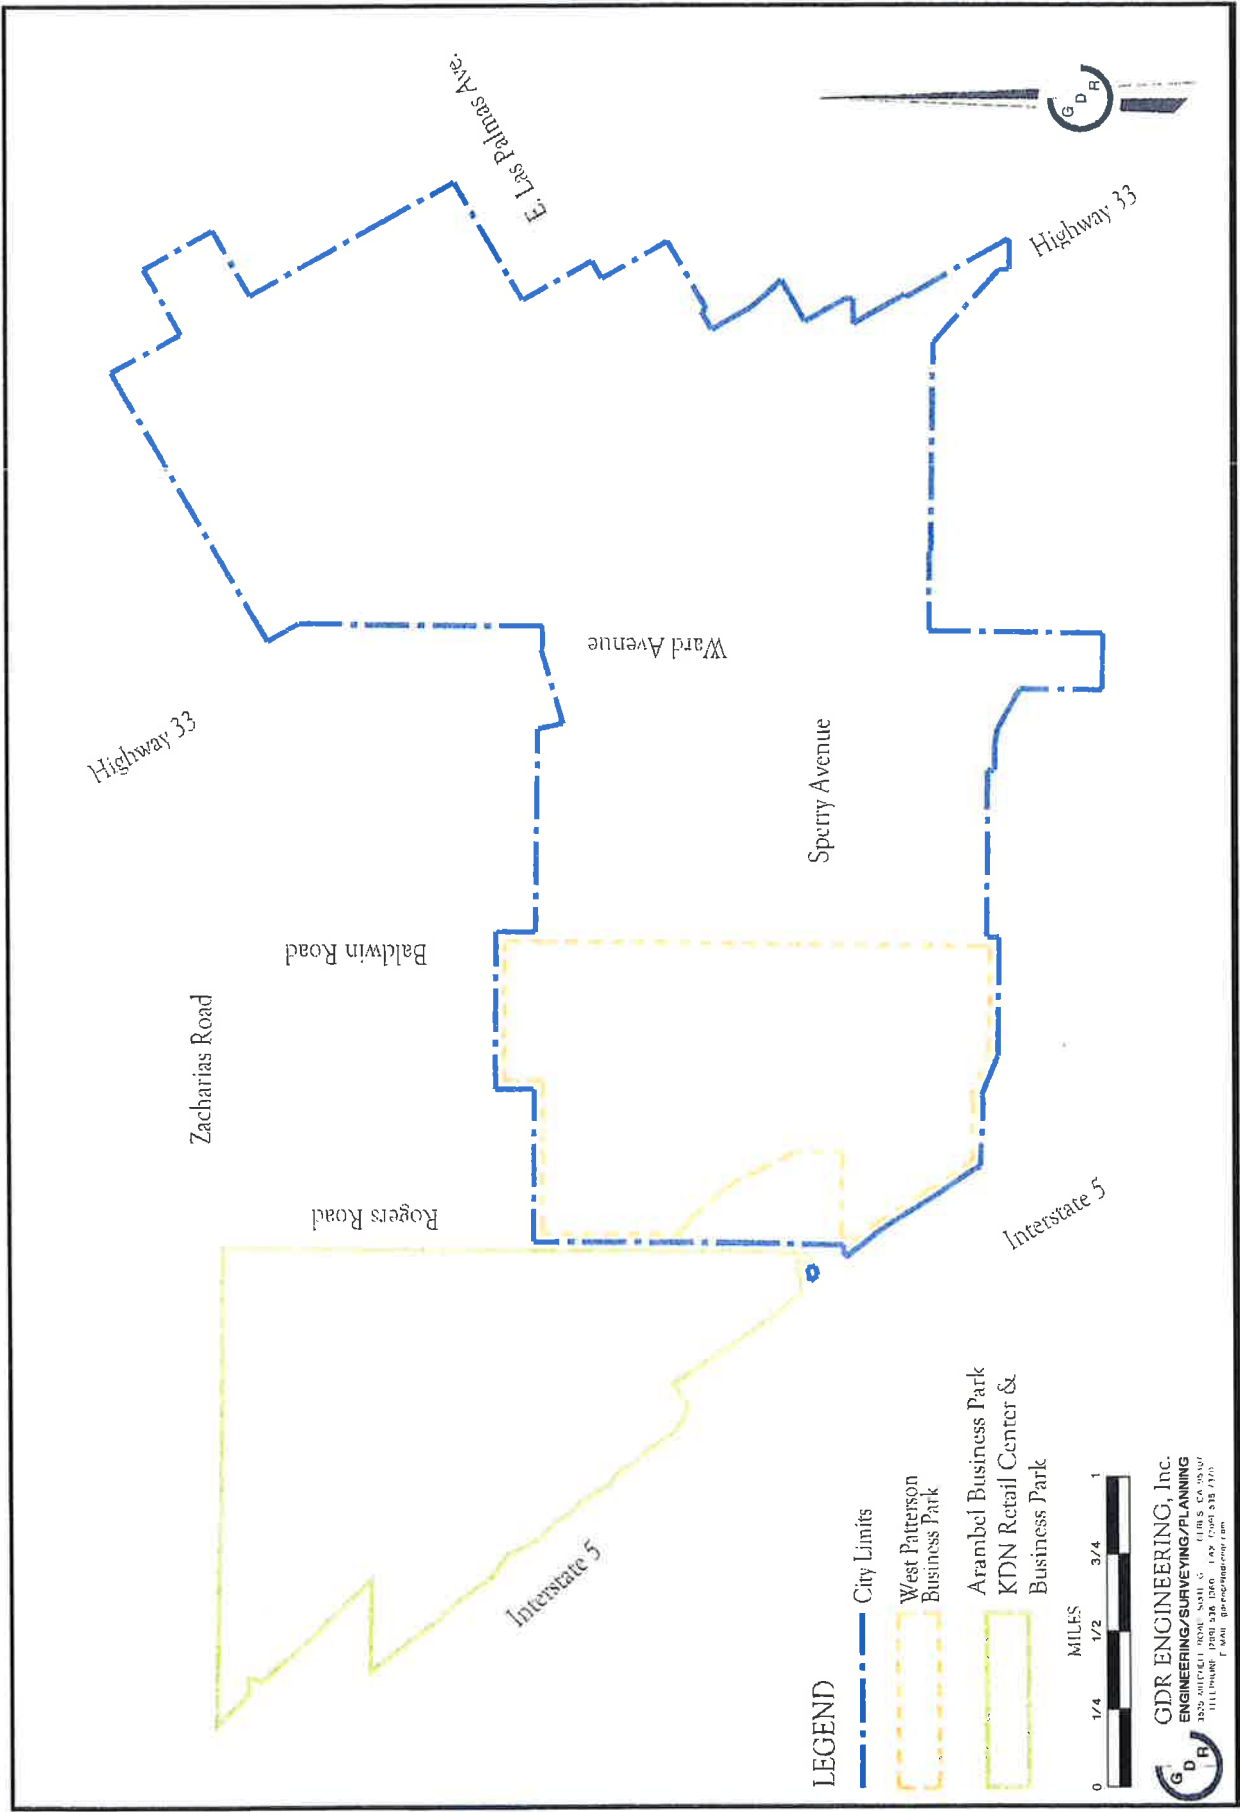 E. Las Palmas Ave.
Highway 33
Highway 33
Ward Avenue
Sperry Avenue
Baldwin Road
Zacharias Road
Rogers Road
Interstate 5
Interstate 5
G D R
LEGEND
City Limits
West Patterson
Business Park
Arambel Business Park
KDN Retail Center &
Business Park
MILES
0 1/4 1/2 3/4 1
G D R
GDR ENGINEERING, Inc.
ENGINEERING/SURVEYING/PLANNING